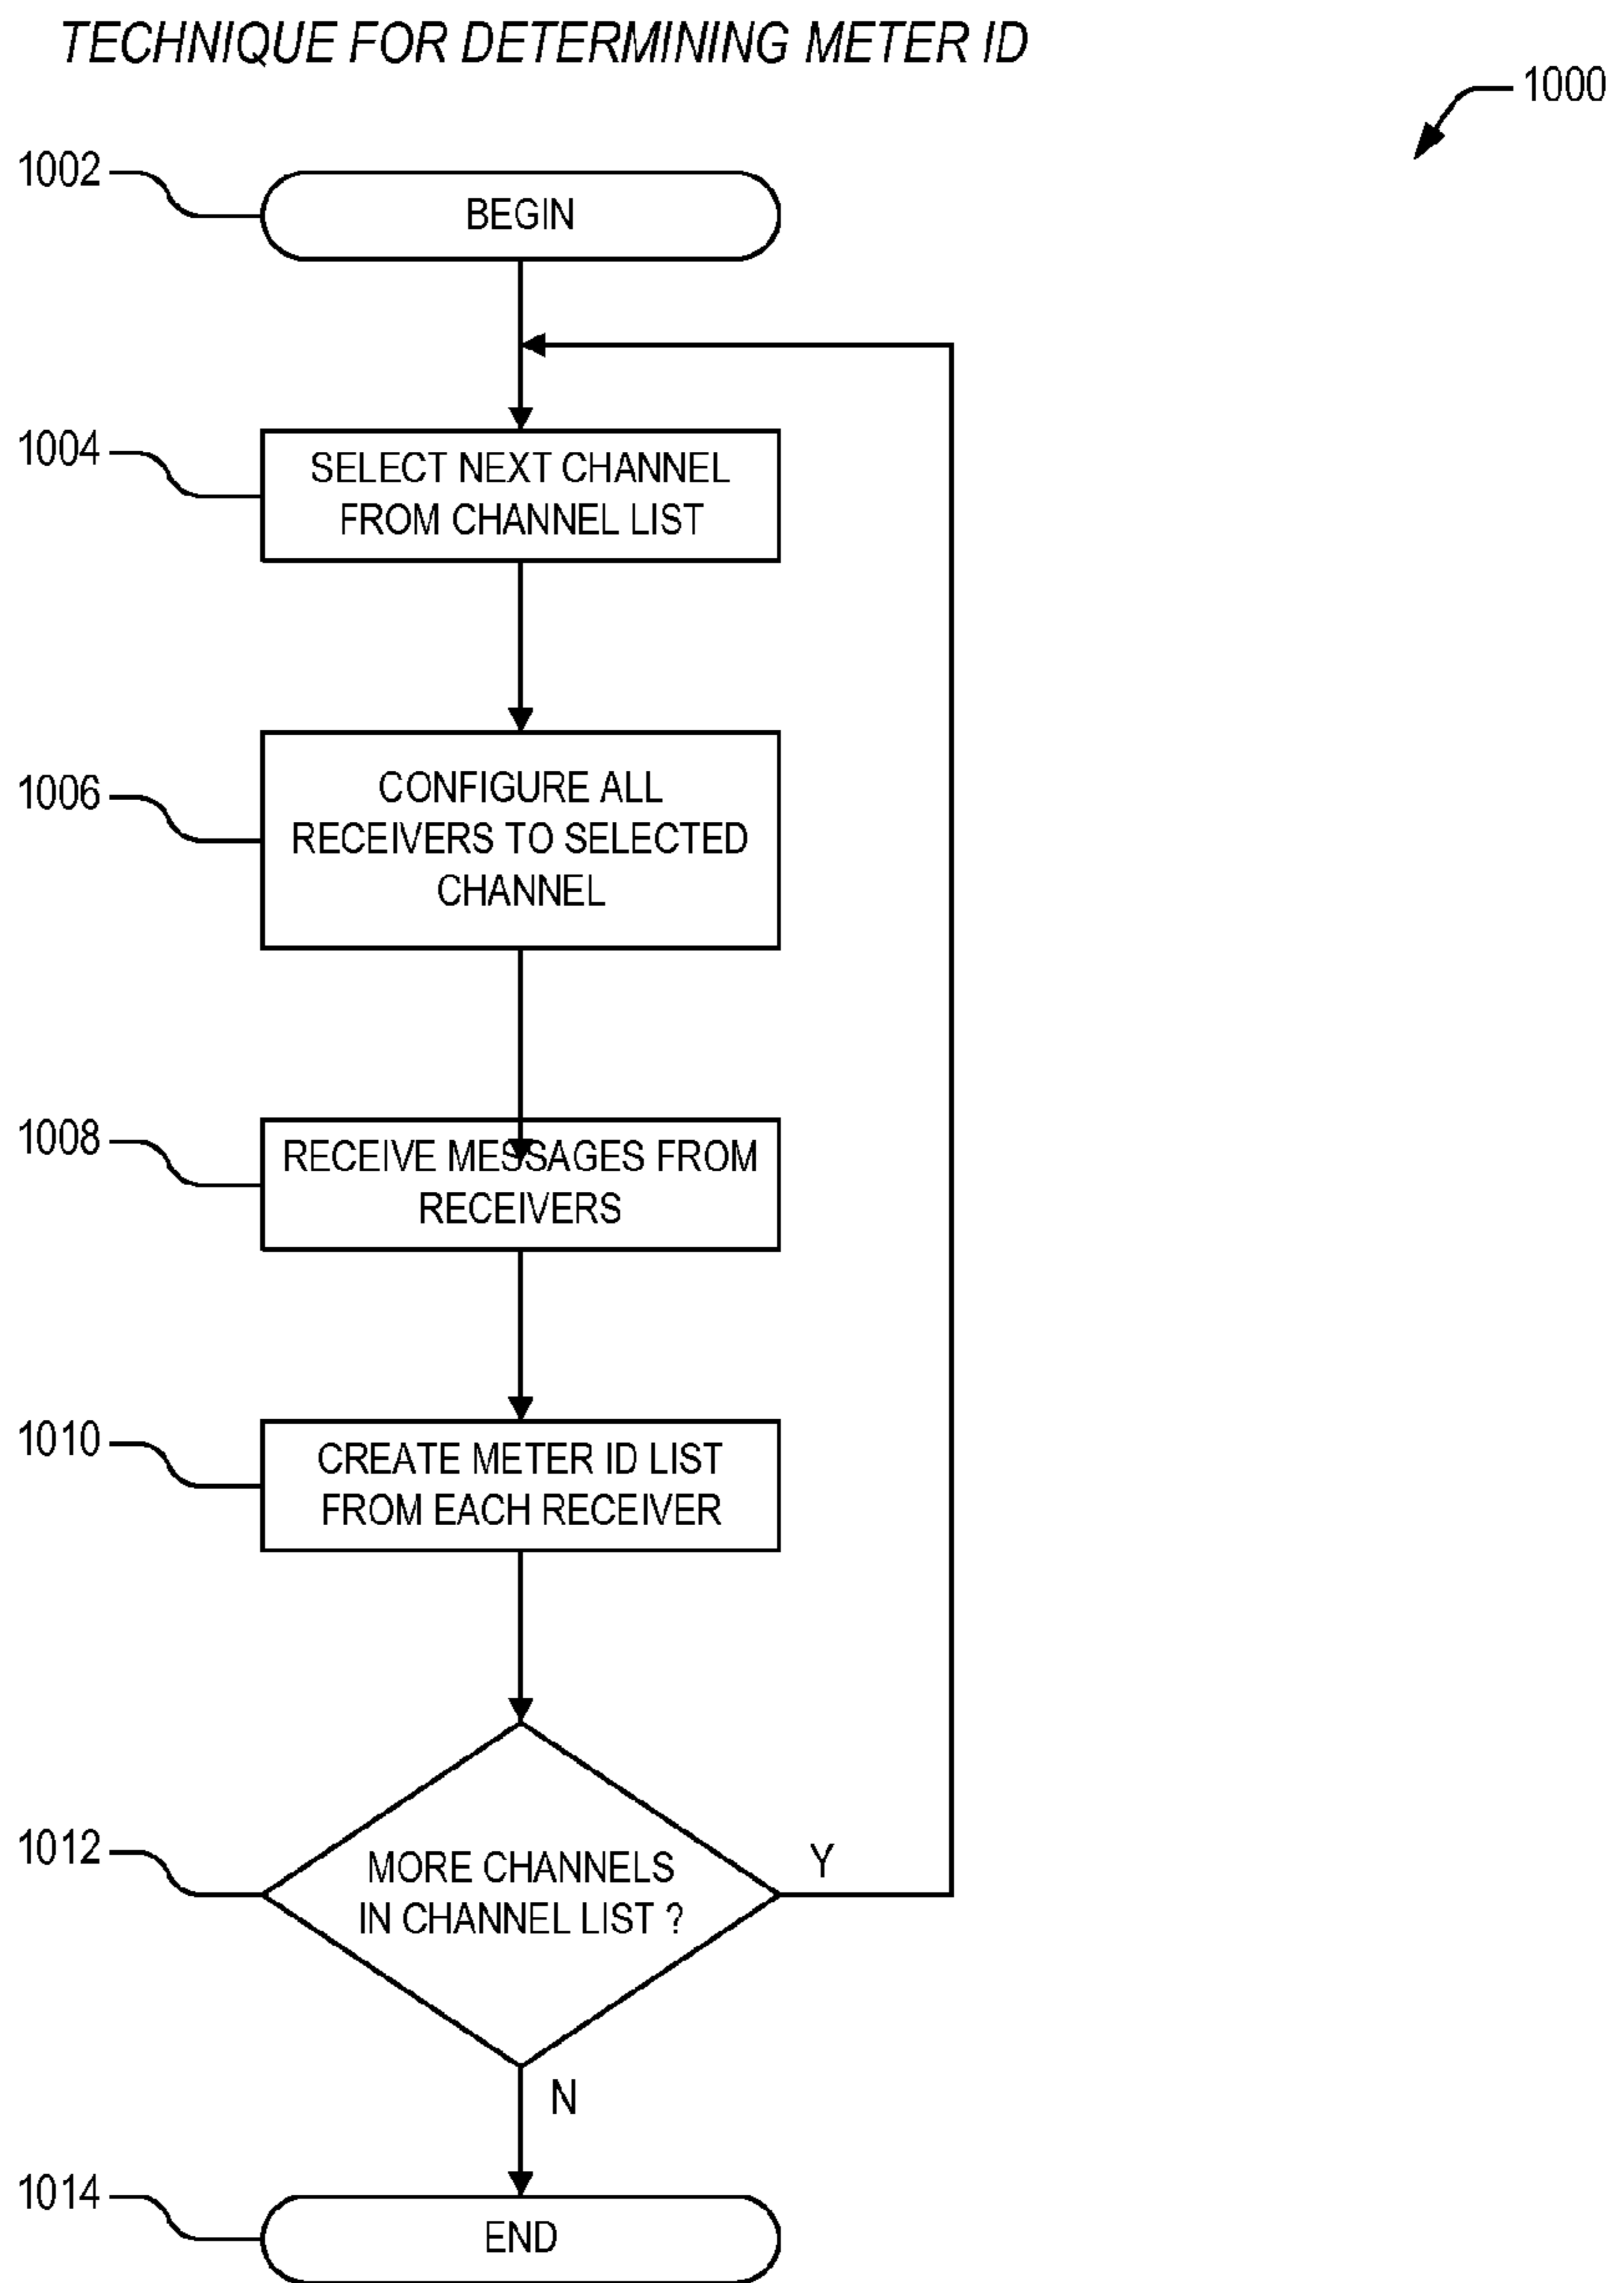 TECHNIQUE FOR DETERMINING METER ID
1000
1002
BEGIN
1004
SELECT NEXT CHANNEL
FROM CHANNEL LIST
1006
CONFIGURE ALL
RECEIVERS TO SELECTED
CHANNEL
1008
RECEIVE MESSAGES FROM
RECEIVERS
1010
CREATE METER ID LIST
FROM EACH RECEIVER
1012
MORE CHANNELS
IN CHANNEL LIST ?
Y
N
1014
END